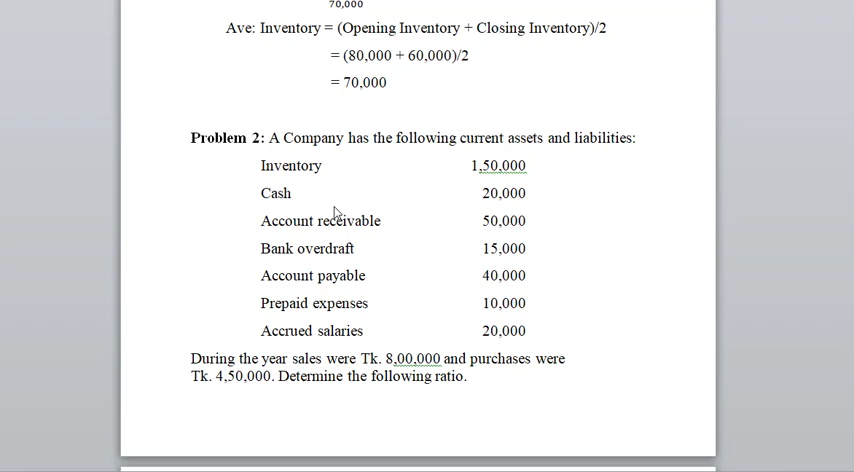 70,000
Ave: Inventory = (Opening Inventory + Closing Inventory)/2
= (80,000 + 60,000)/2
= 70,000
Problem 2: A Company has the following current assets and liabilities:
Inventory 1,50,000
Cash 20,000
Account receivable 50,000
Bank overdraft 15,000
Account payable 40,000
Prepaid expenses 10,000
Accrued salaries 20,000
During the year sales were Tk. 8,00,000 and purchases were
Tk. 4,50,000. Determine the following ratio.